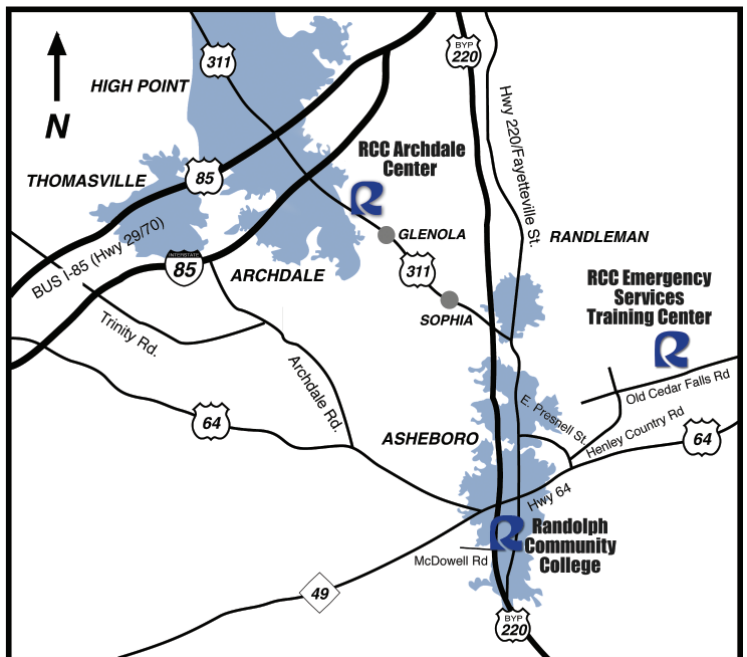 311
BYP
220
HIGH POINT
N
Hwy 220/Fayetteville St.
RCC Archdale
Center
THOMASVILLE
85
R
GLENOLA
RANDLEMAN
BUS I-85 (Hwy 29/70)
INTERSTATE
85
ARCHDALE
311
RCC Emergency
Services
Training Center
SOPHIA
R
Trinity Rd.
Archdale Rd.
Old Cedar Falls Rd
E. Presnell St.
Henley Country Rd
64
ASHEBORO
64
Hwy 64
R
Randolph
Community
College
McDowell Rd
49
BYP
220